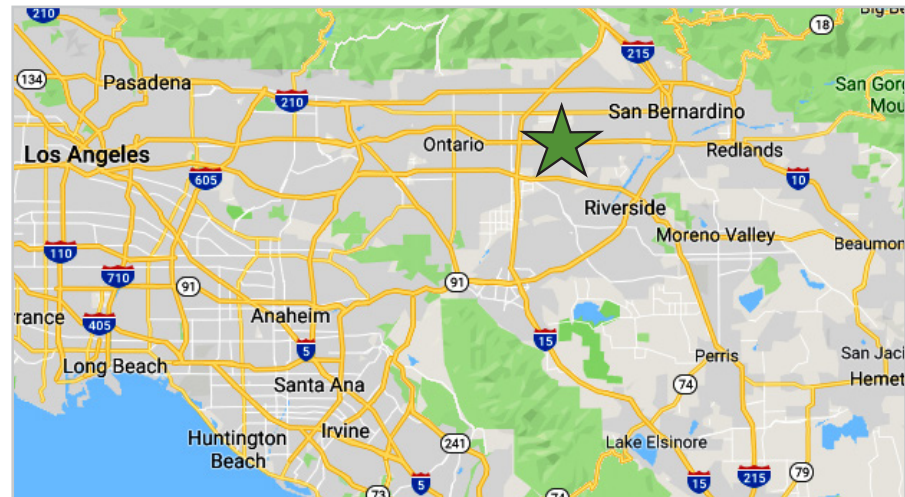 210
Big Be
18
215
134
Pasadena
San Gorg
Mou
210
San Bernardino
Ontario
Los Angeles
Redlands
605
10
Riverside
Moreno Valley
Beaumon
110
710
91
91
rrance
405
Anaheim
15
5
Perris
San Jaci
Long Beach
Hemet
Santa Ana
74
Huntington
Beach
Irvine
241
Lake Elsinore
5
15
215
79
73
74